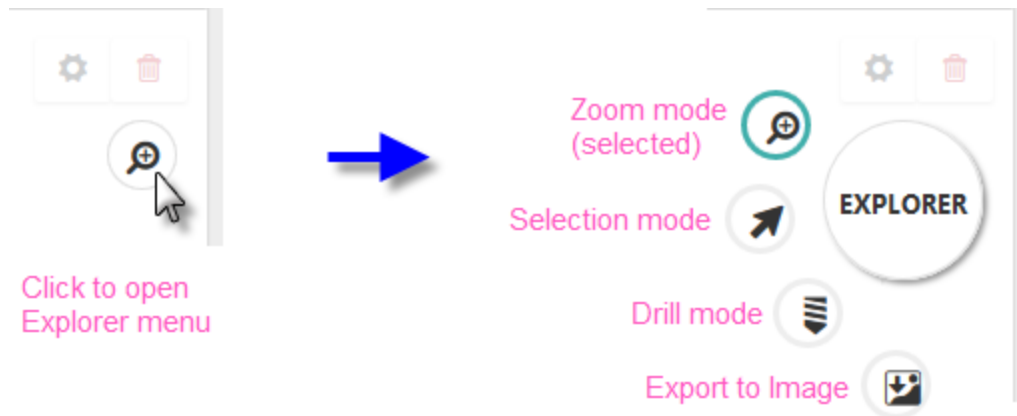 Zoom mode
(selected)
EXPLORER
Selection mode
Click to open
Explorer menu
Drill mode
Export to Image